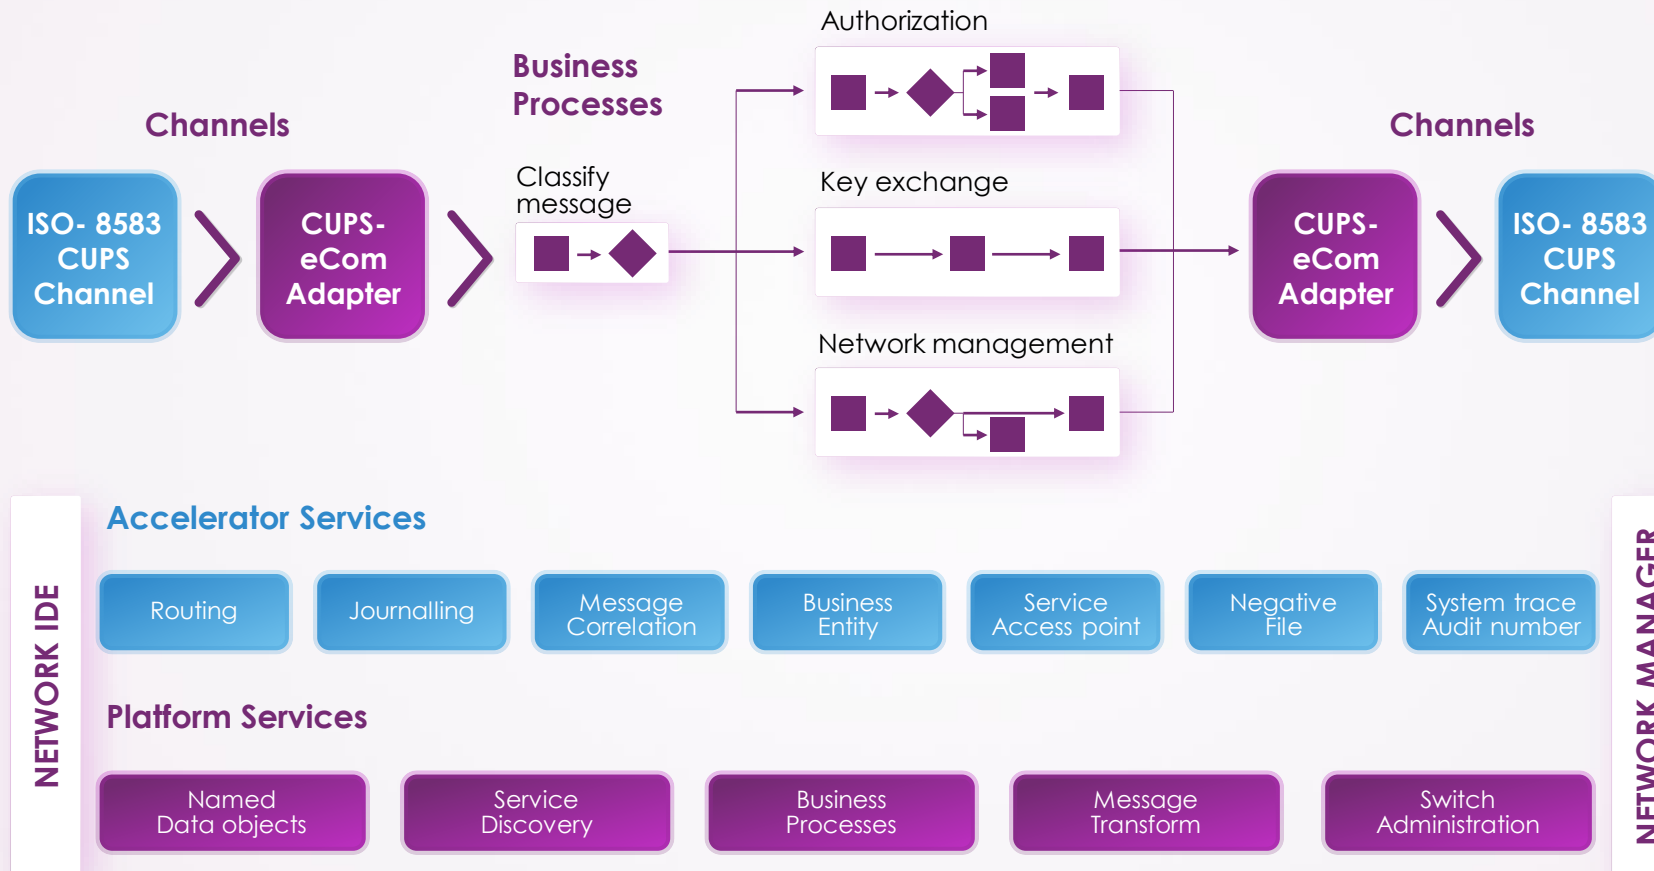 Authorization
Business
Processes
Channels
Channels
Classify
message
Key exchange
ISO- 8583
CUPS
Channel
CUPS-
eCom
Adapter
CUPS-
eCom
Adapter
ISO- 8583
CUPS
Channel
Network management
Accelerator Services
NETWORK IDE
NETWORK MANAGER
Routing
Journalling
Message
Correlation
Business
Entity
Service
Access point
Negative
File
System trace
Audit number
Platform Services
Named
Data objects
Service
Discovery
Business
Processes
Message
Transform
Switch
Administration